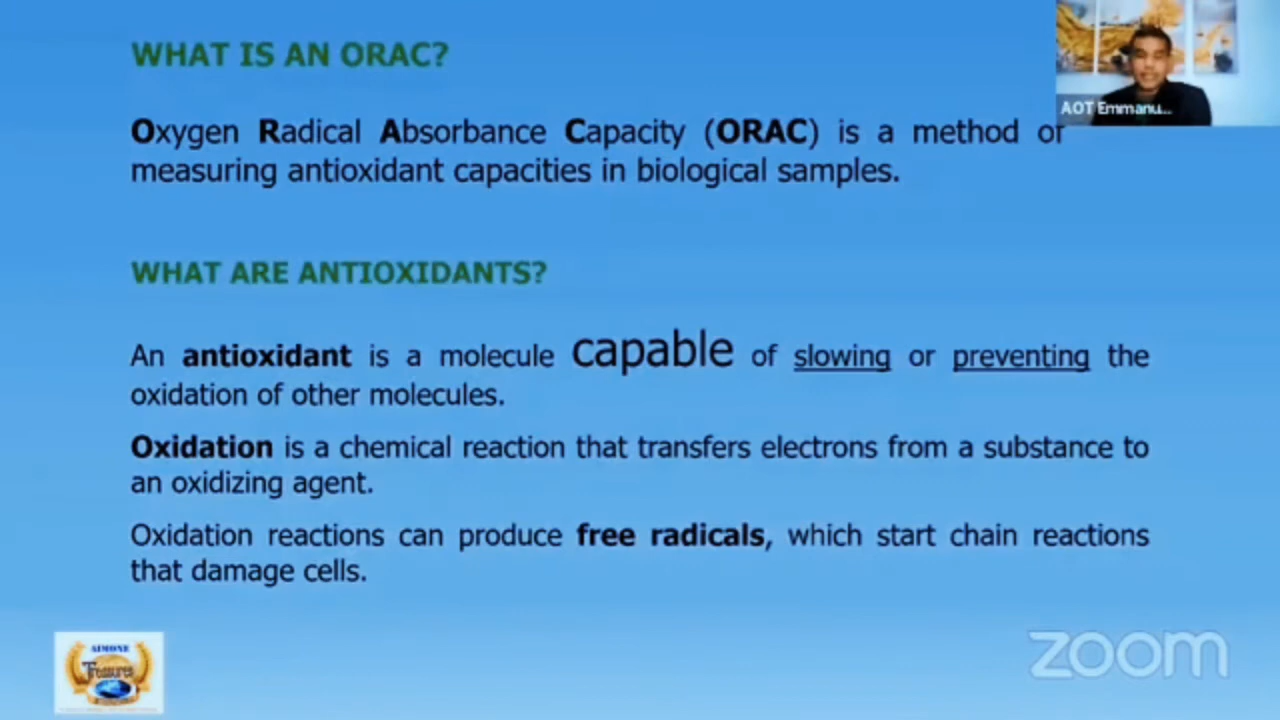 WHAT IS AN ORAC?
AOT Emmanu...
Oxygen Radical Absorbance Capacity (ORAC) is a method of
measuring antioxidant capacities in biological samples.
WHAT ARE ANTIOXIDANTS?
An antioxidant is a molecule capable of slowing or preventing the
oxidation of other molecules.
Oxidation is a chemical reaction that transfers electrons from a substance to
an oxidizing agent.
Oxidation reactions can produce free radicals, which start chain reactions
that damage cells.
AIMONE
Treasures
zoom